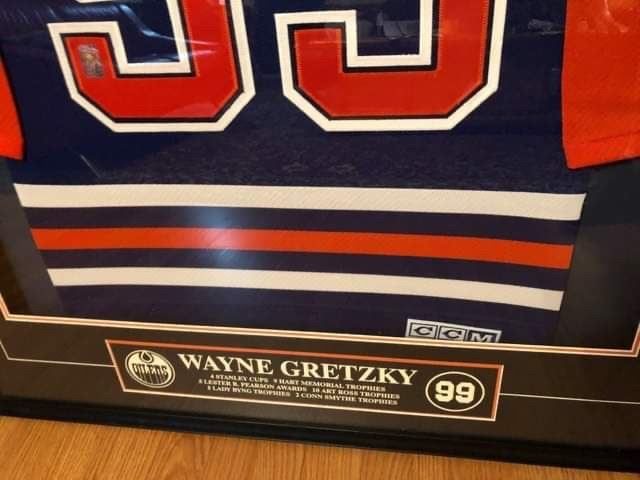 99
CCM
OILERS
WAYNE GRETZKY
4 STANLEY CUPS 9 HART MEMORIAL TROPHIES
5 LESTER B. PEARSON AWARDS 10 ART ROSS TROPHIES
5 LADY BYNG TROPHIES 2 CONN SMYTHE TROPHIES
99